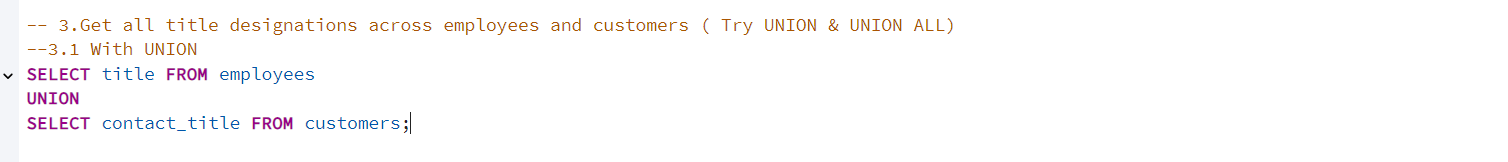 -- 3.Get all title designations across employees and customers ( Try UNION & UNION ALL)
--3.1 With UNION
SELECT title FROM employees
UNION
SELECT contact_title FROM customers;